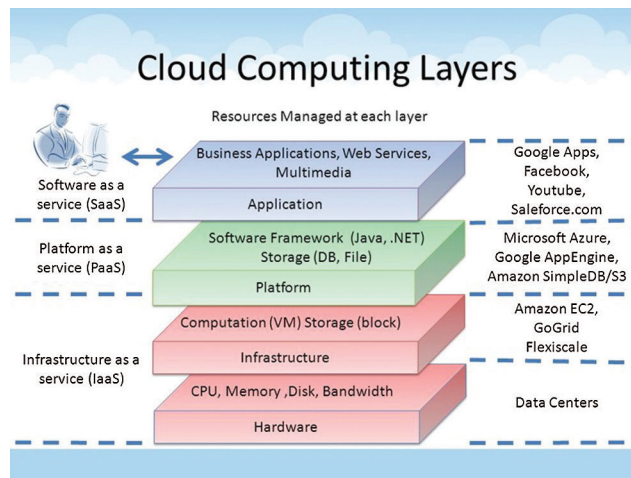 Cloud Computing Layers
Resources Managed at each layer
Software as a
service (SaaS)
Business Applications, Web Services,
Multimedia
Application
Google Apps,
Facebook,
Youtube,
Saleforce.com
Platform as a
service (PaaS)
Software Framework (Java, .NET)
Storage (DB, File)
Platform
Microsoft Azure,
Google AppEngine,
Amazon SimpleDB/S3
Infrastructure as a
service (IaaS)
Computation (VM) Storage (block)
Infrastructure
Amazon EC2,
GoGrid
Flexiscale
CPU, Memory ,Disk, Bandwidth
Hardware
Data Centers